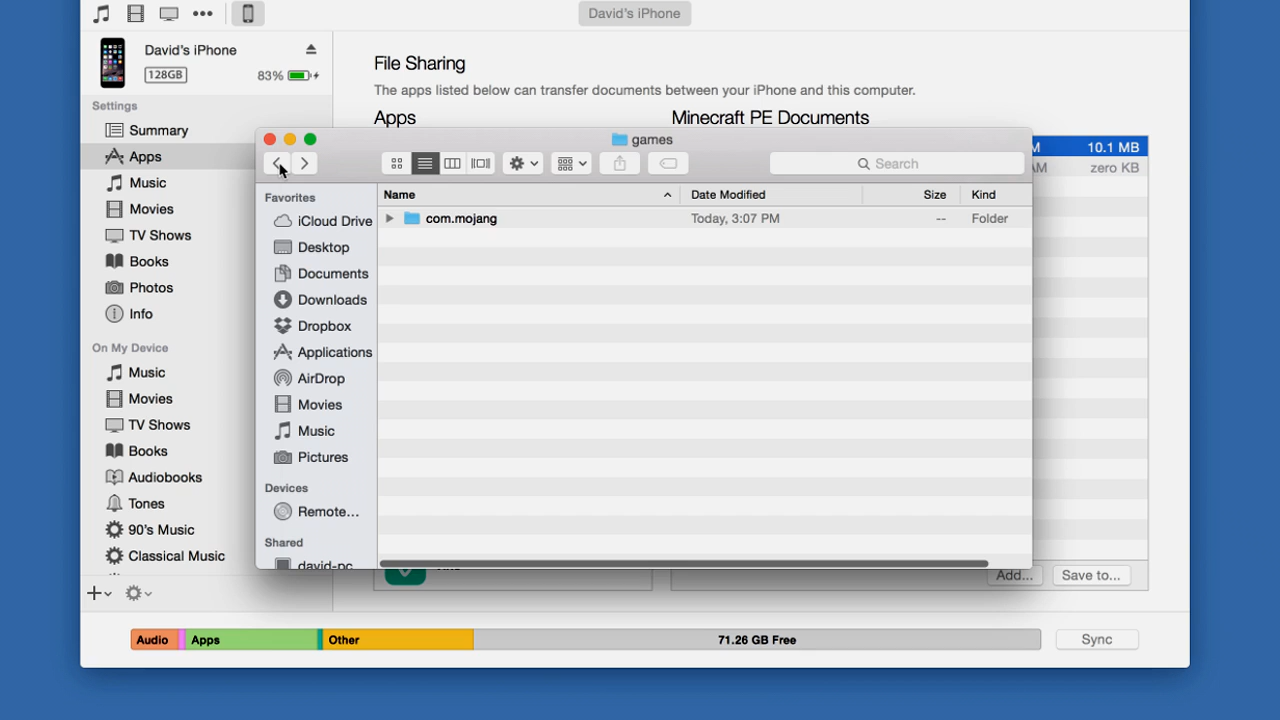 David's iPhone
David's iPhone
128GB
83%
File Sharing
The apps listed below can transfer documents between your iPhone and this computer.
Apps
Minecraft PE Documents
Settings
Summary
Apps
Music
Movies
TV Shows
Books
Photos
Info
On My Device
Music
Movies
TV Shows
Books
Audiobooks
Tones
90's Music
Classical Music
games
Search
Favorites
iCloud Drive
Desktop
Documents
Downloads
Dropbox
Applications
AirDrop
Movies
Music
Pictures
Devices
Remote...
Shared
david-pc
Name Date Modified Size Kind
com.mojang Today, 3:07 PM -- Folder
M 10.1 MB
AM zero KB
Add... Save to...
Audio Apps Other 71.26 GB Free Sync